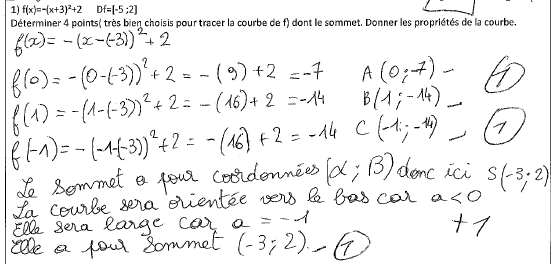 1) f(x)=-(x+3)²+2 Df=[-5 ;2]
Déterminer 4 points( très bien choisis pour tracer la courbe de f) dont le sommet. Donner les propriétés de la courbe.
f(x) = -(x-(-3))²+2
f(0) = -(0-(-3))²+2 = -(9)+2 = -7 A(0;-7) - 1
f(1) = -(1-(-3))²+2 = -(16)+2 = -14 B(1;-14) -
f(-1) = -(-1-(-3))²+2 = -(16)+2 = -14 C(-1;-14) - 1
Le sommet a pour coordonnées (α;β) donc ici S(-3;2)
La courbe sera orientée vers le bas car a<0
Elle sera large car a = -1 +1
Elle a pour sommet (-3;2) - 1